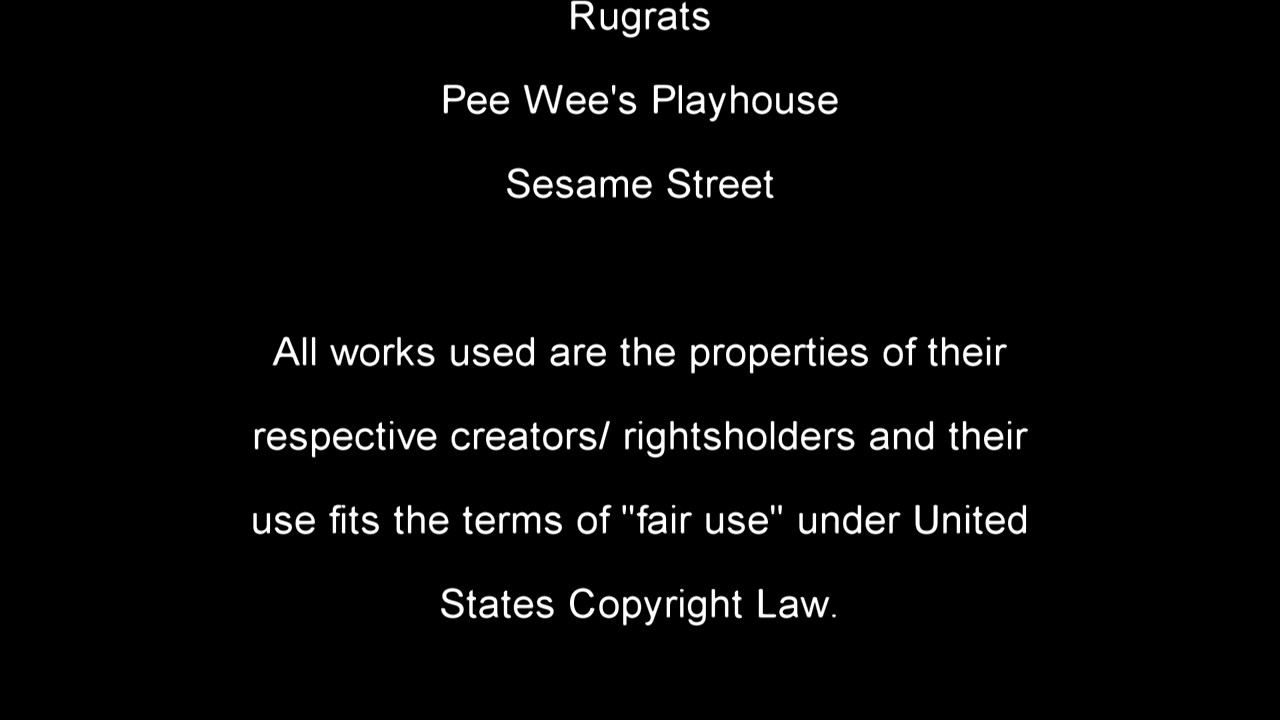 Rugrats
Pee Wee's Playhouse
Sesame Street
All works used are the properties of their
respective creators/ rightsholders and their
use fits the terms of "fair use" under United
States Copyright Law.